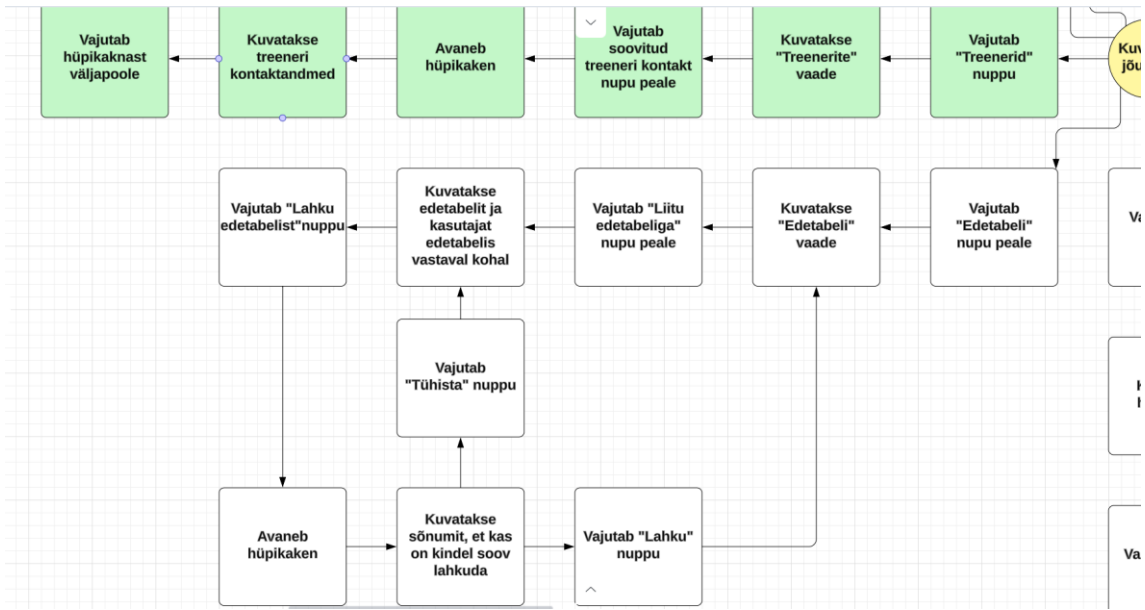 Vajutab
hüpikaknast
väljapoole
Kuvatakse
treeneri
kontaktandmed
Avaneb
hüpikaken
Vajutab
soovitud
treeneri kontakt
nupu peale
Kuvatakse
"Treenerite"
vaade
Vajutab
"Treenerid"
nuppu
Vajutab "Lahku
edetabelist"nuppu
Kuvatakse
edetabelit ja
kasutajat
edetabelis
vastaval kohal
Vajutab "Liitu
edetabeliga"
nupu peale
Kuvatakse
"Edetabeli"
vaade
Vajutab
"Edetabeli"
nupu peale
Vajutab
"Tühista" nuppu
Avaneb
hüpikaken
Kuvatakse
sõnumit, et kas
on kindel soov
lahkuda
Vajutab "Lahku"
nuppu